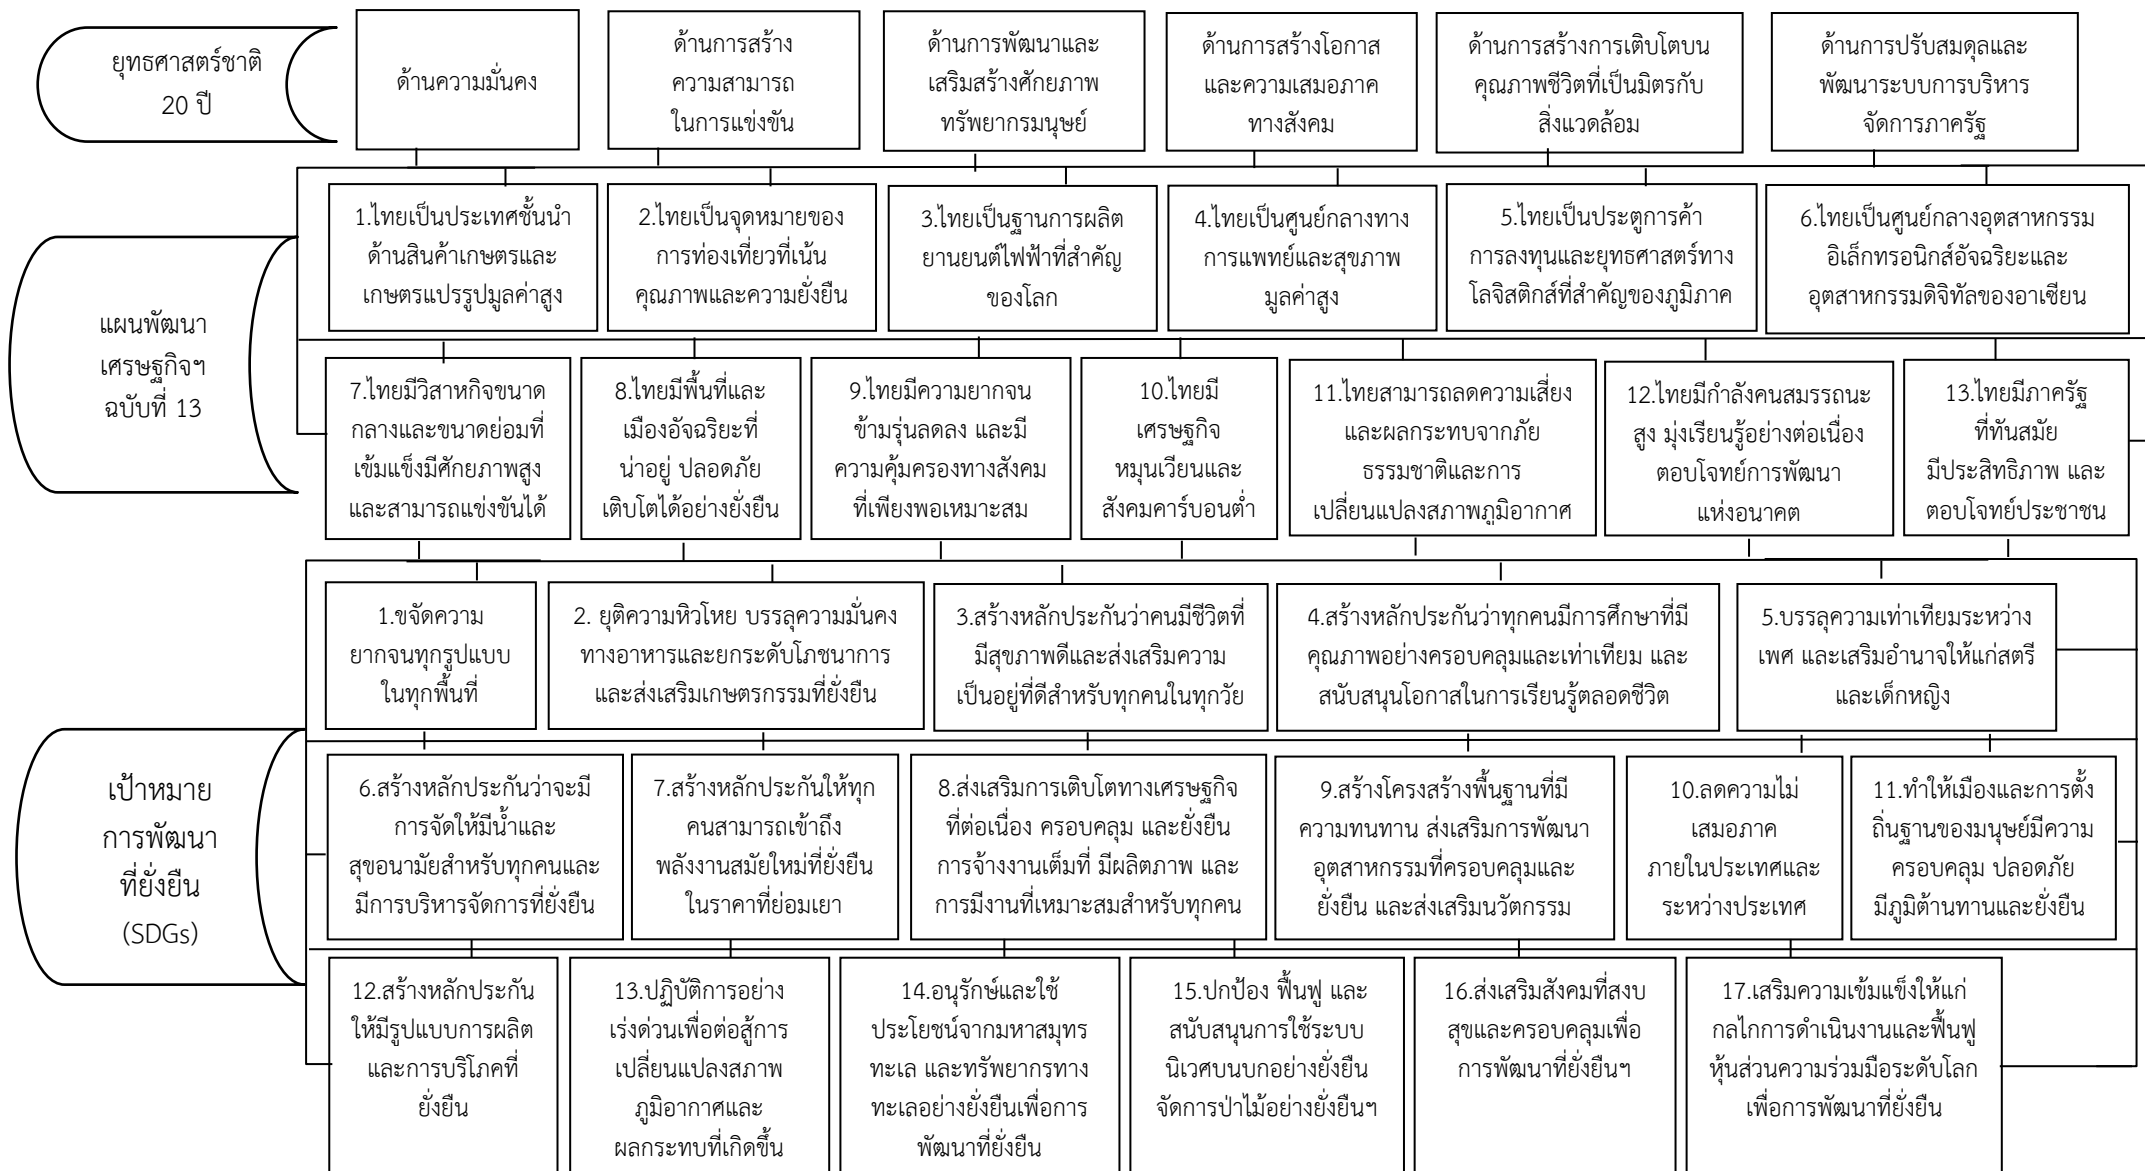 ยุทธศาสตร์ชาติ
20 ปี
ด้านความมั่นคง
ด้านการสร้าง
ความสามารถ
ในการแข่งขัน
ด้านการพัฒนาและ
เสริมสร้างศักยภาพ
ทรัพยากรมนุษย์
ด้านการสร้างโอกาส
และความเสมอภาค
ทางสังคม
ด้านการสร้างการเติบโตบน
คุณภาพชีวิตที่เป็นมิตรกับ
สิ่งแวดล้อม
ด้านการปรับสมดุลและ
พัฒนาระบบการบริหาร
จัดการภาครัฐ
แผนพัฒนา
เศรษฐกิจฯ
ฉบับที่ 13
1.ไทยเป็นประเทศชั้นนำ
ด้านสินค้าเกษตรและ
เกษตรแปรรูปมูลค่าสูง
2.ไทยเป็นจุดหมายของ
การท่องเที่ยวที่เน้น
คุณภาพและความยั่งยืน
3.ไทยเป็นฐานการผลิต
ยานยนต์ไฟฟ้าที่สำคัญ
ของโลก
4.ไทยเป็นศูนย์กลางทาง
การแพทย์และสุขภาพ
มูลค่าสูง
5.ไทยเป็นประตูการค้า
การลงทุนและยุทธศาสตร์ทาง
โลจิสติกส์ที่สำคัญของภูมิภาค
6.ไทยเป็นศูนย์กลางอุตสาหกรรม
อิเล็กทรอนิกส์อัจฉริยะและ
อุตสาหกรรมดิจิทัลของอาเซียน
7.ไทยมีวิสาหกิจขนาด
กลางและขนาดย่อมที่
เข้มแข็งมีศักยภาพสูง
และสามารถแข่งขันได้
8.ไทยมีพื้นที่และ
เมืองอัจฉริยะที่
น่าอยู่ ปลอดภัย
เติบโตได้อย่างยั่งยืน
9.ไทยมีความยากจน
ข้ามรุ่นลดลง และมี
ความคุ้มครองทางสังคม
ที่เพียงพอเหมาะสม
10.ไทยมี
เศรษฐกิจ
หมุนเวียนและ
สังคมคาร์บอนต่ำ
11.ไทยสามารถลดความเสี่ยง
และผลกระทบจากภัย
ธรรมชาติและการ
เปลี่ยนแปลงสภาพภูมิอากาศ
12.ไทยมีกำลังคนสมรรถนะ
สูง มุ่งเรียนรู้อย่างต่อเนื่อง
ตอบโจทย์การพัฒนา
แห่งอนาคต
13.ไทยมีภาครัฐ
ที่ทันสมัย
มีประสิทธิภาพ และ
ตอบโจทย์ประชาชน
เป้าหมาย
การพัฒนา
ที่ยั่งยืน
(SDGs)
1.ขจัดความ
ยากจนทุกรูปแบบ
ในทุกพื้นที่
2. ยุติความหิวโหย บรรลุความมั่นคง
ทางอาหารและยกระดับโภชนาการ
และส่งเสริมเกษตรกรรมที่ยั่งยืน
3.สร้างหลักประกันว่าคนมีชีวิตที่
มีสุขภาพดีและส่งเสริมความ
เป็นอยู่ที่ดีสำหรับทุกคนในทุกวัย
4.สร้างหลักประกันว่าทุกคนมีการศึกษาที่มี
คุณภาพอย่างครอบคลุมและเท่าเทียม และ
สนับสนุนโอกาสในการเรียนรู้ตลอดชีวิต
5.บรรลุความเท่าเทียมระหว่าง
เพศ และเสริมอำนาจให้แก่สตรี
และเด็กหญิง
6.สร้างหลักประกันว่าจะมี
การจัดให้มีน้ำและ
สุขอนามัยสำหรับทุกคนและ
มีการบริหารจัดการที่ยั่งยืน
7.สร้างหลักประกันให้ทุก
คนสามารถเข้าถึง
พลังงานสมัยใหม่ที่ยั่งยืน
ในราคาที่ย่อมเยา
8.ส่งเสริมการเติบโตทางเศรษฐกิจ
ที่ต่อเนื่อง ครอบคลุม และยั่งยืน
การจ้างงานเต็มที่ มีผลิตภาพ และ
การมีงานที่เหมาะสมสำหรับทุกคน
9.สร้างโครงสร้างพื้นฐานที่มี
ความทนทาน ส่งเสริมการพัฒนา
อุตสาหกรรมที่ครอบคลุมและ
ยั่งยืน และส่งเสริมนวัตกรรม
10.ลดความไม่
เสมอภาค
ภายในประเทศและ
ระหว่างประเทศ
11.ทำให้เมืองและการตั้ง
ถิ่นฐานของมนุษย์มีความ
ครอบคลุม ปลอดภัย
มีภูมิต้านทานและยั่งยืน
12.สร้างหลักประกัน
ให้มีรูปแบบการผลิต
และการบริโภคที่
ยั่งยืน
13.ปฏิบัติการอย่าง
เร่งด่วนเพื่อต่อสู้การ
เปลี่ยนแปลงสภาพ
ภูมิอากาศและ
ผลกระทบที่เกิดขึ้น
14.อนุรักษ์และใช้
ประโยชน์จากมหาสมุทร
ทะเล และทรัพยากรทาง
ทะเลอย่างยั่งยืนเพื่อการ
พัฒนาที่ยั่งยืน
15.ปกป้อง ฟื้นฟู และ
สนับสนุนการใช้ระบบ
นิเวศบนบกอย่างยั่งยืน
จัดการป่าไม้อย่างยั่งยืนฯ
16.ส่งเสริมสังคมที่สงบ
สุขและครอบคลุมเพื่อ
การพัฒนาที่ยั่งยืนฯ
17.เสริมความเข้มแข็งให้แก่
กลไกการดำเนินงานและฟื้นฟู
หุ้นส่วนความร่วมมือระดับโลก
เพื่อการพัฒนาที่ยั่งยืน